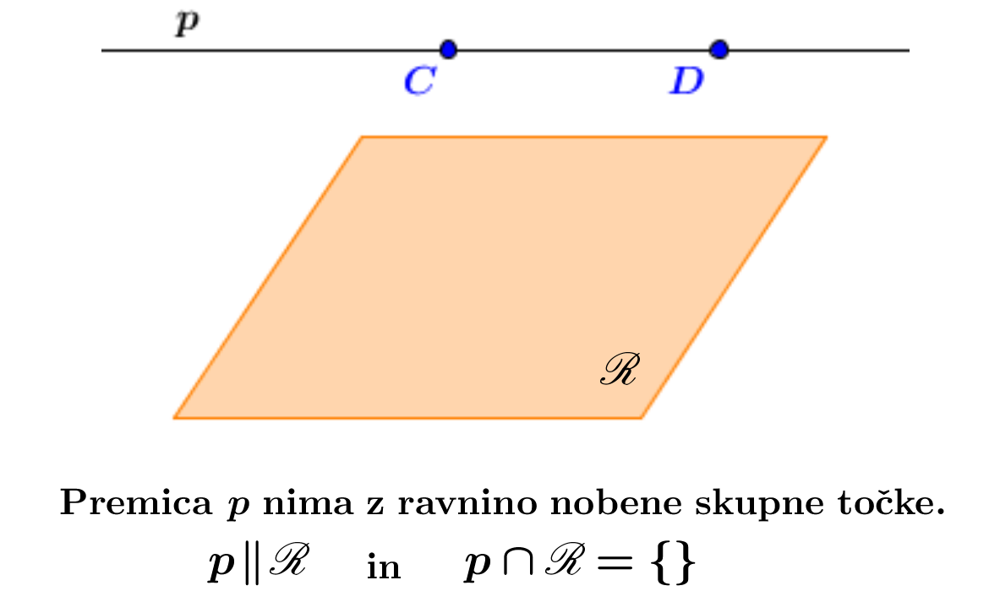 p
C
D
ℛ
Premica p nima z ravnino nobene skupne točke.
p ∥ ℛ in p ∩ ℛ = {}